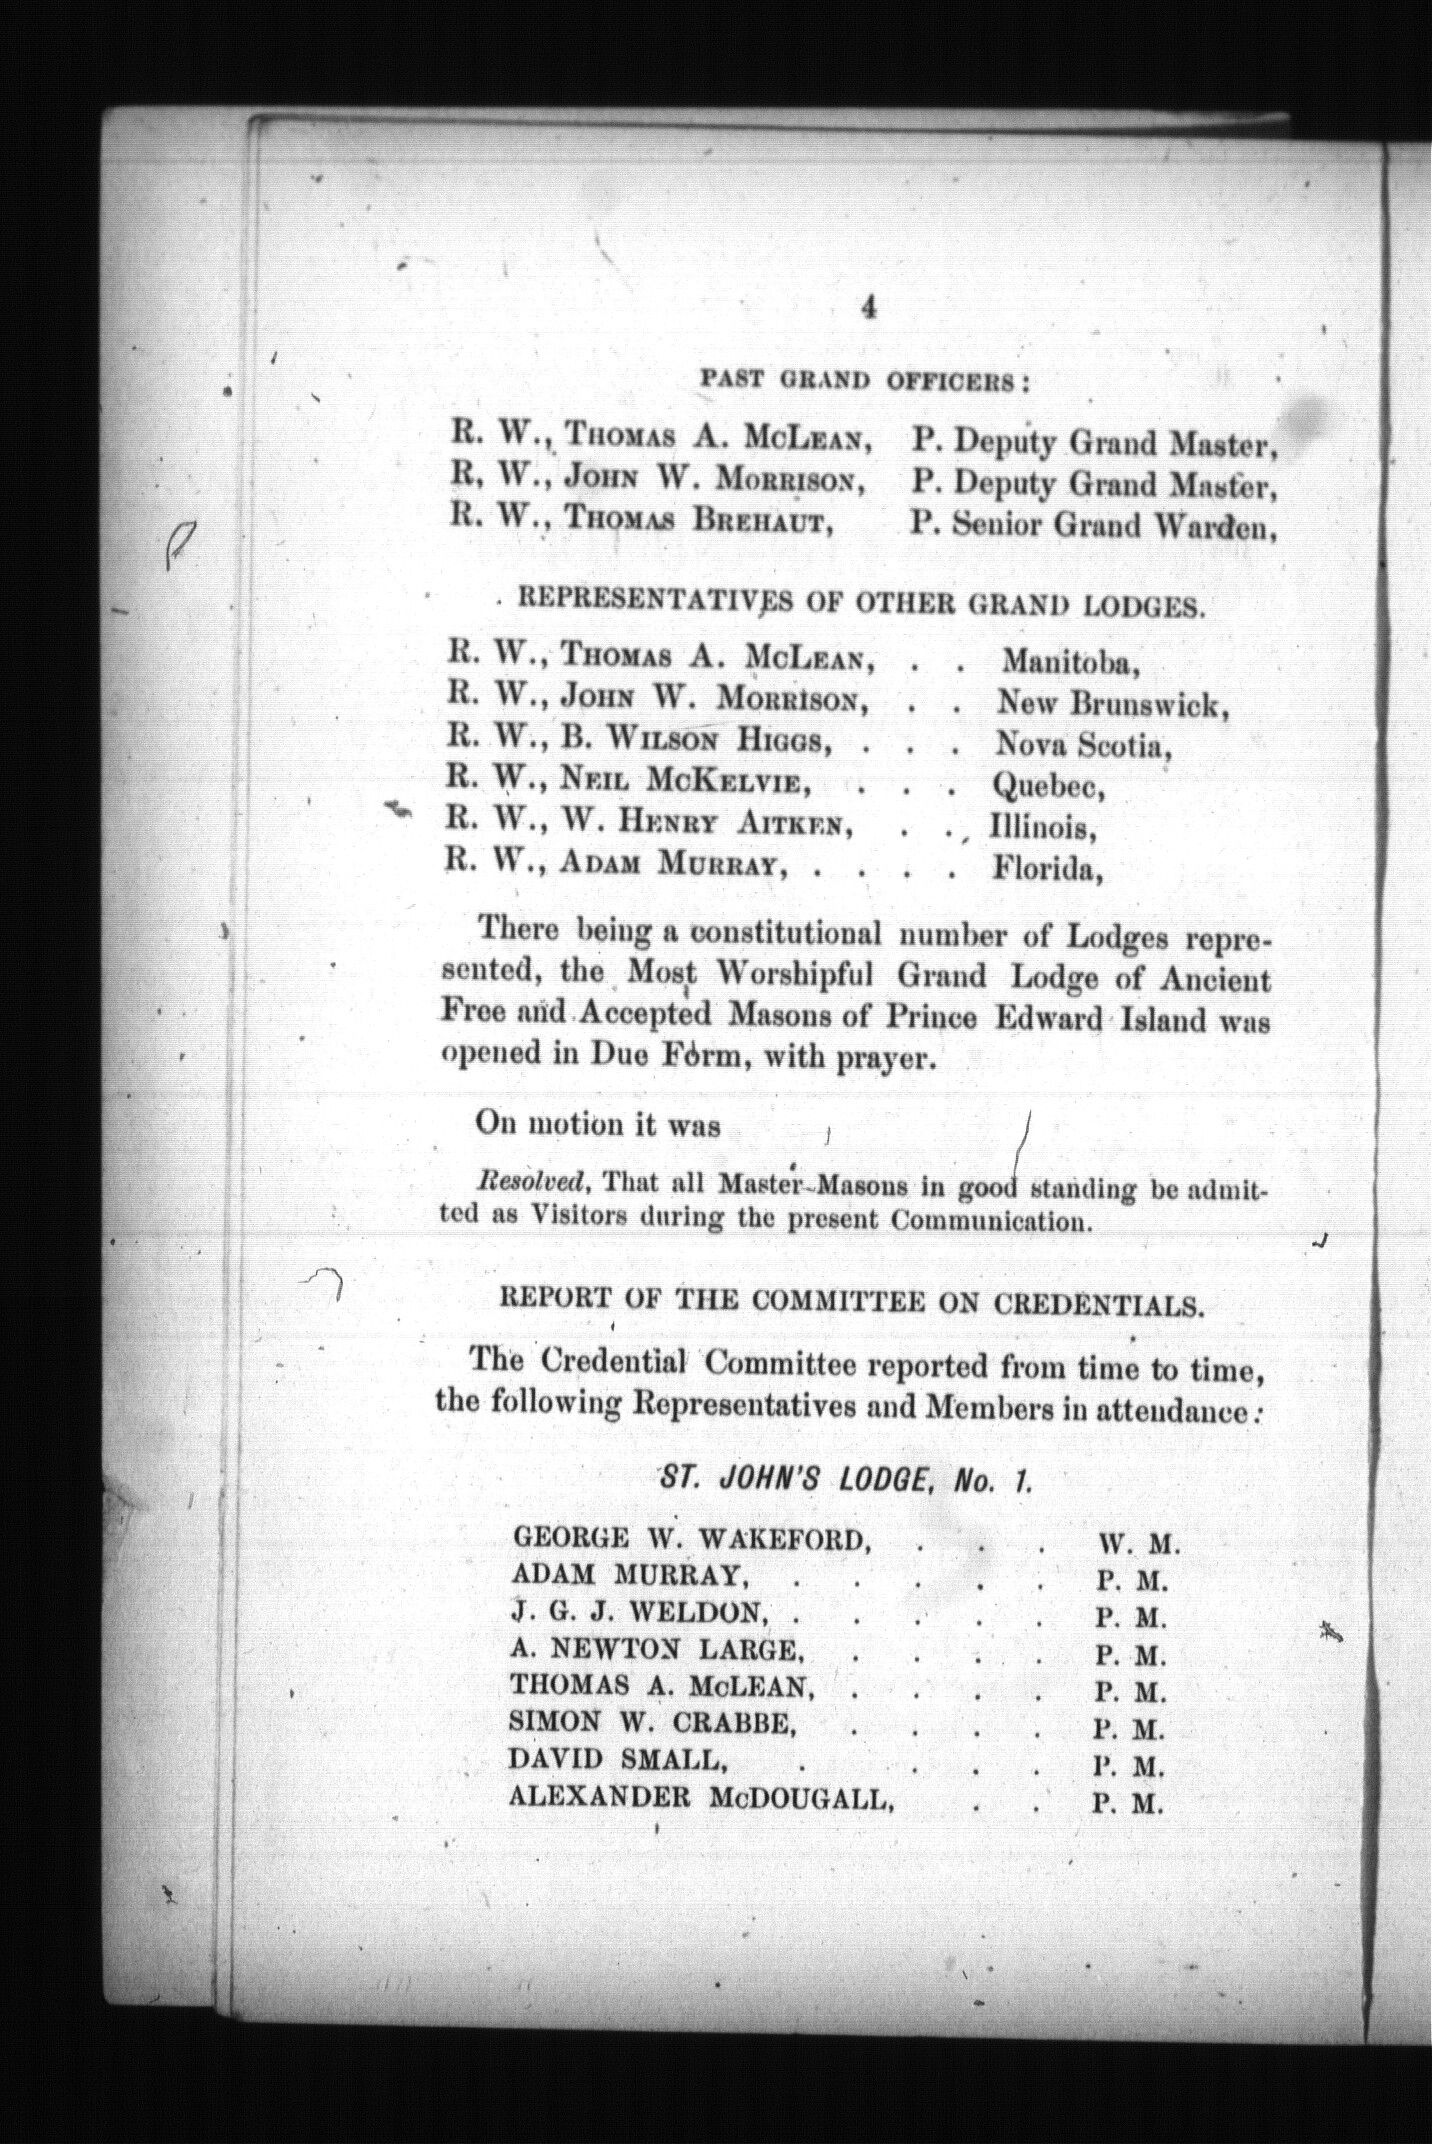 4
PAST GRAND OFFICERS:
R. W., THOMAS A. MCLEAN, P. Deputy Grand Master,
R, W., JOHN W. MORRISON, P. Deputy Grand Master,
R. W., THOMAS BREHAUT, P. Senior Grand Warden,
REPRESENTATIVES OF OTHER GRAND LODGES.
R. W., THOMAS A. MCLEAN, . . Manitoba,
R. W., JOHN W. MORRISON, . . New Brunswick,
R. W., B. WILSON HIGGS, . . . Nova Scotia,
R. W., NEIL MCKELVIE, . . . Quebec,
R. W., W. HENRY AITKEN, . . Illinois,
R. W., ADAM MURRAY, . . . . Florida,
There being a constitutional number of Lodges repre-
sented, the Most Worshipful Grand Lodge of Ancient
Free and Accepted Masons of Prince Edward Island was
opened in Due Form, with prayer.
On motion it was
Resolved, That all Master Masons in good standing be admit-
ted as Visitors during the present Communication.
REPORT OF THE COMMITTEE ON CREDENTIALS.
The Credential Committee reported from time to time,
the following Representatives and Members in attendance:
ST. JOHN'S LODGE, No. 1.
GEORGE W. WAKEFORD, . . . W. M.
ADAM MURRAY, . . . . . P. M.
J. G. J. WELDON, . . . . . P. M.
A. NEWTON LARGE, . . . . P. M.
THOMAS A. McLEAN, . . . . P. M.
SIMON W. CRABBE, . . . . P. M.
DAVID SMALL, . . . . P. M.
ALEXANDER McDOUGALL, . . P. M.